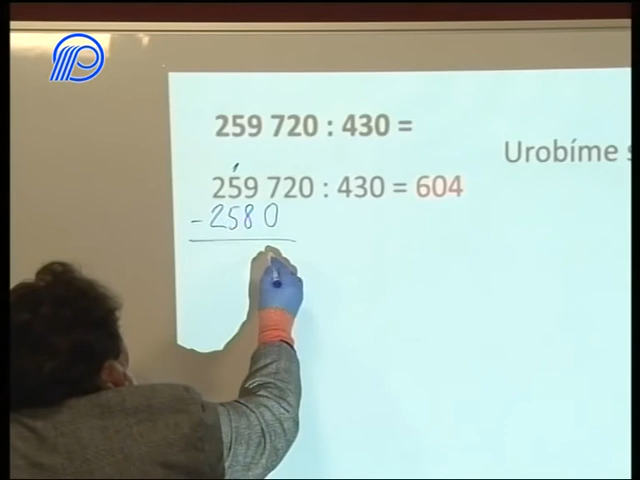 259 720 : 430 =
Urobíme
259 720 : 430 = 604
- 2580